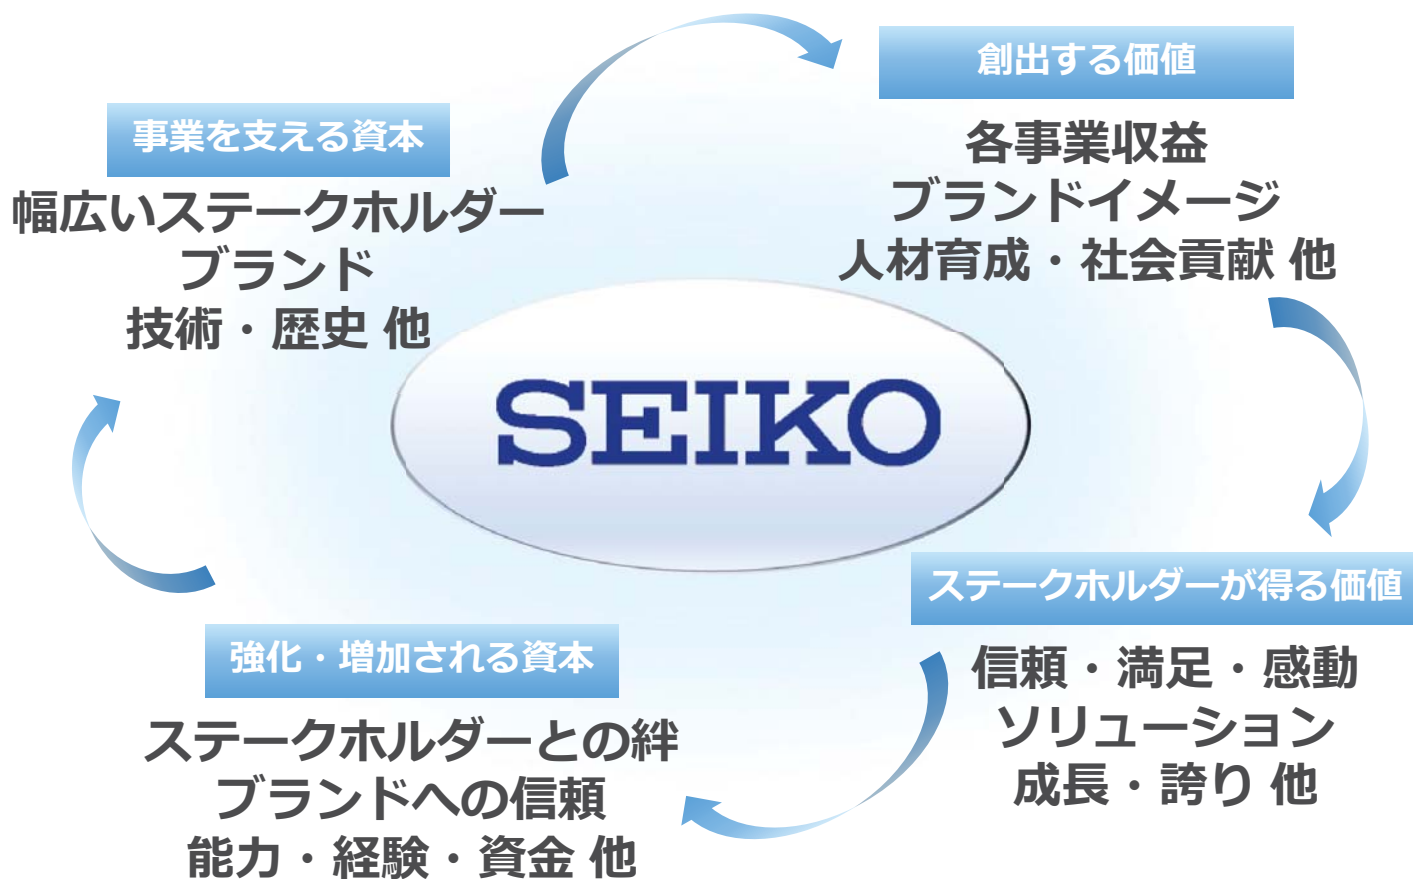 事業を支える資本
幅広いステークホルダー
ブランド
技術・歴史 他
創出する価値
各事業収益
ブランドイメージ
人材育成・社会貢献 他
SEIKO
ステークホルダーが得る価値
信頼・満足・感動
ソリューション
成長・誇り 他
強化・増加される資本
ステークホルダーとの絆
ブランドへの信頼
能力・経験・資金 他